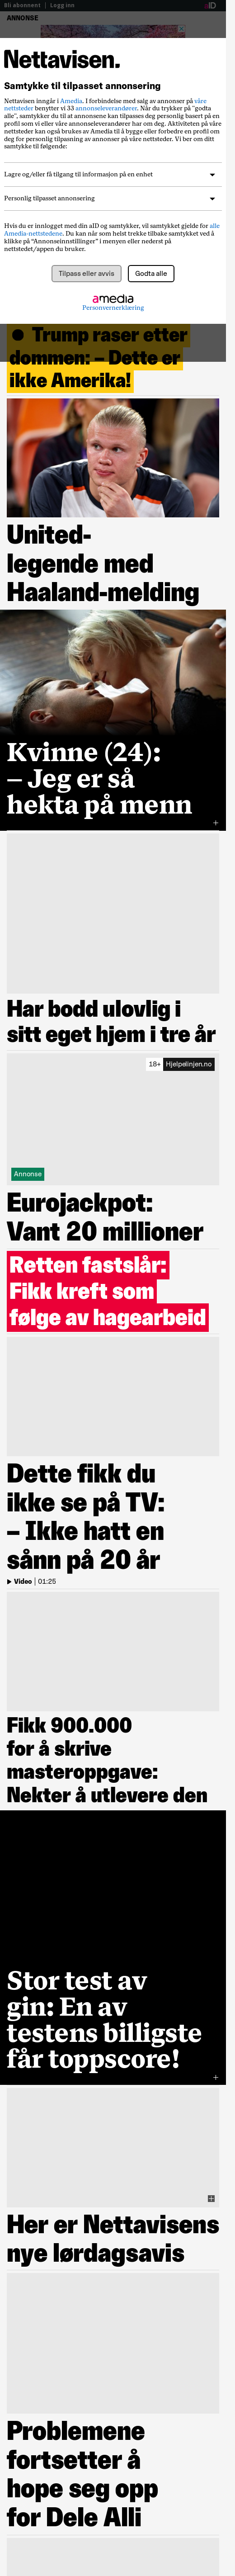 Bli abonnent | Logg inn
aID
ANNONSE
Nettavisen.
Samtykke til tilpasset annonsering
Nettavisen inngår i Amedia. I forbindelse med salg av annonser på våre
nettsteder benytter vi 33 annonseleverandører. Når du trykker på “godta
alle”, samtykker du til at annonsene kan tilpasses deg personlig basert på en
profil som vi og/eller våre annonseleverandører har om deg. Aktiviteten på våre
nettsteder kan også brukes av Amedia til å bygge eller forbedre en profil om
deg for personlig tilpasning av annonser på våre nettsteder. Vi ber om ditt
samtykke til følgende:
Lagre og/eller få tilgang til informasjon på en enhet
Personlig tilpasset annonsering
Hvis du er innlogget med din aID og samtykker, vil samtykket gjelde for alle
Amedia-nettstedene. Du kan når som helst trekke tilbake samtykket ved å
klikke på “Annonseinnstillinger” i menyen eller nederst på
nettstedet/appen du bruker.
Tilpass eller avvis
Godta alle
amedia
Personvernerklæring
Trump raser etter
dommen: – Dette er
ikke Amerika!
United-
legende med
Haaland-melding
Kvinne (24):
– Jeg er så
hekta på menn
Har bodd ulovlig i
sitt eget hjem i tre år
18+ Hjelpelinjen.no
Annonse
Eurojackpot:
Vant 20 millioner
Retten fastslår:
Fikk kreft som
følge av hagearbeid
Dette fikk du
ikke se på TV:
– Ikke hatt en
sånn på 20 år
Video | 01:25
Fikk 900.000
for å skrive
masteroppgave:
Nekter å utlevere den
Stor test av
gin: En av
testens billigste
får toppscore!
Her er Nettavisens
nye lørdagsavis
Problemene
fortsetter å
hope seg opp
for Dele Alli